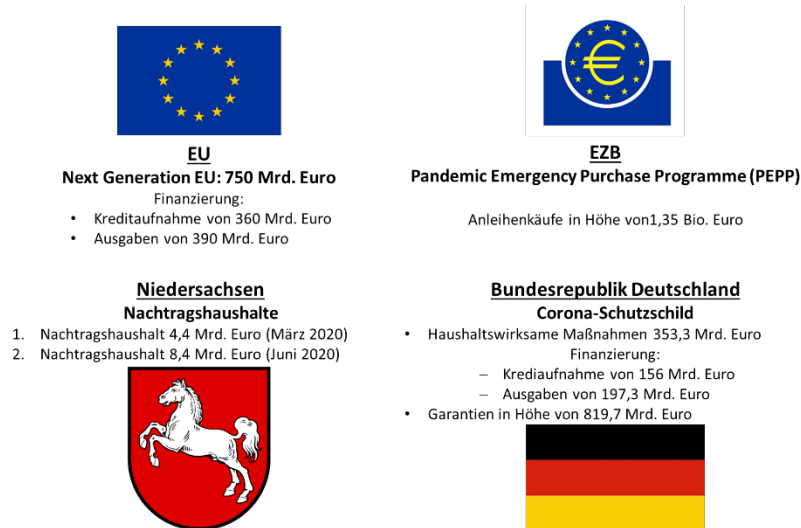 EU
Next Generation EU: 750 Mrd. Euro
Finanzierung:
• Kreditaufnahme von 360 Mrd. Euro
• Ausgaben von 390 Mrd. Euro
EZB
Pandemic Emergency Purchase Programme (PEPP)
Anleihenkäufe in Höhe von1,35 Bio. Euro
Niedersachsen
Nachtragshaushalte
1. Nachtragshaushalt 4,4 Mrd. Euro (März 2020)
2. Nachtragshaushalt 8,4 Mrd. Euro (Juni 2020)
Bundesrepublik Deutschland
Corona-Schutzschild
• Haushaltswirksame Maßnahmen 353,3 Mrd. Euro
Finanzierung:
– Krediaufnahme von 156 Mrd. Euro
– Ausgaben von 197,3 Mrd. Euro
• Garantien in Höhe von 819,7 Mrd. Euro